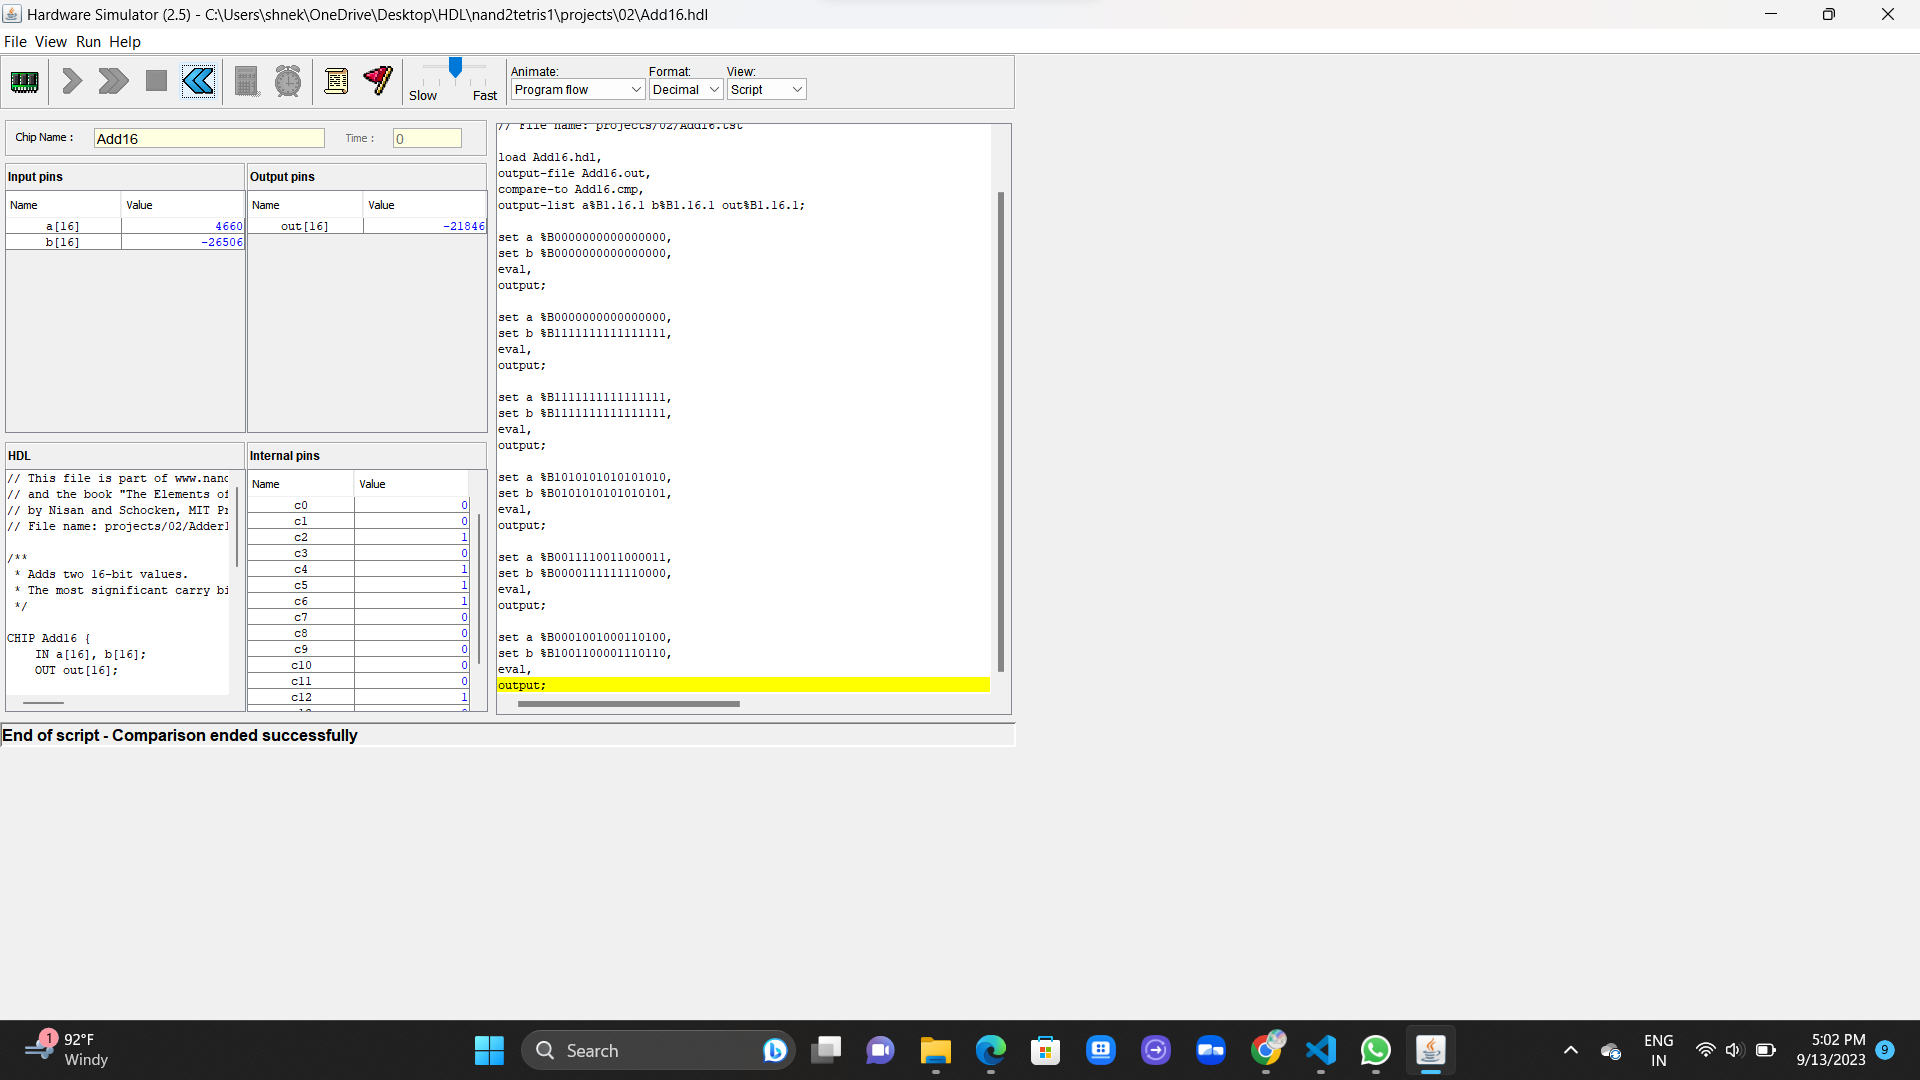 Hardware Simulator (2.5) - C:\Users\shnek\OneDrive\Desktop\HDL\nand2tetris1\projects\02\Add16.hdl
File View Run Help
Slow Fast
Animate:
Program flow
Format:
Decimal
View:
Script
Chip Name :
Add16
Time :
0
Input pins
Name Value
a[16] 4660
b[16] -26506
Output pins
Name Value
out[16] -21846
HDL
// This file is part of www.nand
// and the book "The Elements of
// by Nisan and Schocken, MIT Pr
// File name: projects/02/Adder1
/**
* Adds two 16-bit values.
* The most significant carry bi
*/
CHIP Add16 {
IN a[16], b[16];
OUT out[16];
Internal pins
Name Value
c0 0
c1 0
c2 1
c3 0
c4 1
c5 1
c6 1
c7 0
c8 0
c9 0
c10 0
c11 0
c12 1
// File name: projects/02/Add16.tst
load Add16.hdl,
output-file Add16.out,
compare-to Add16.cmp,
output-list a%B1.16.1 b%B1.16.1 out%B1.16.1;
set a %B0000000000000000,
set b %B0000000000000000,
eval,
output;
set a %B0000000000000000,
set b %B1111111111111111,
eval,
output;
set a %B1111111111111111,
set b %B1111111111111111,
eval,
output;
set a %B1010101010101010,
set b %B0101010101010101,
eval,
output;
set a %B0011110011000011,
set b %B0000111111110000,
eval,
output;
set a %B0001001000110100,
set b %B1001100001110110,
eval,
output;
End of script - Comparison ended successfully
1
92°F
Windy
Search
ENG
IN
5:02 PM
9/13/2023
9